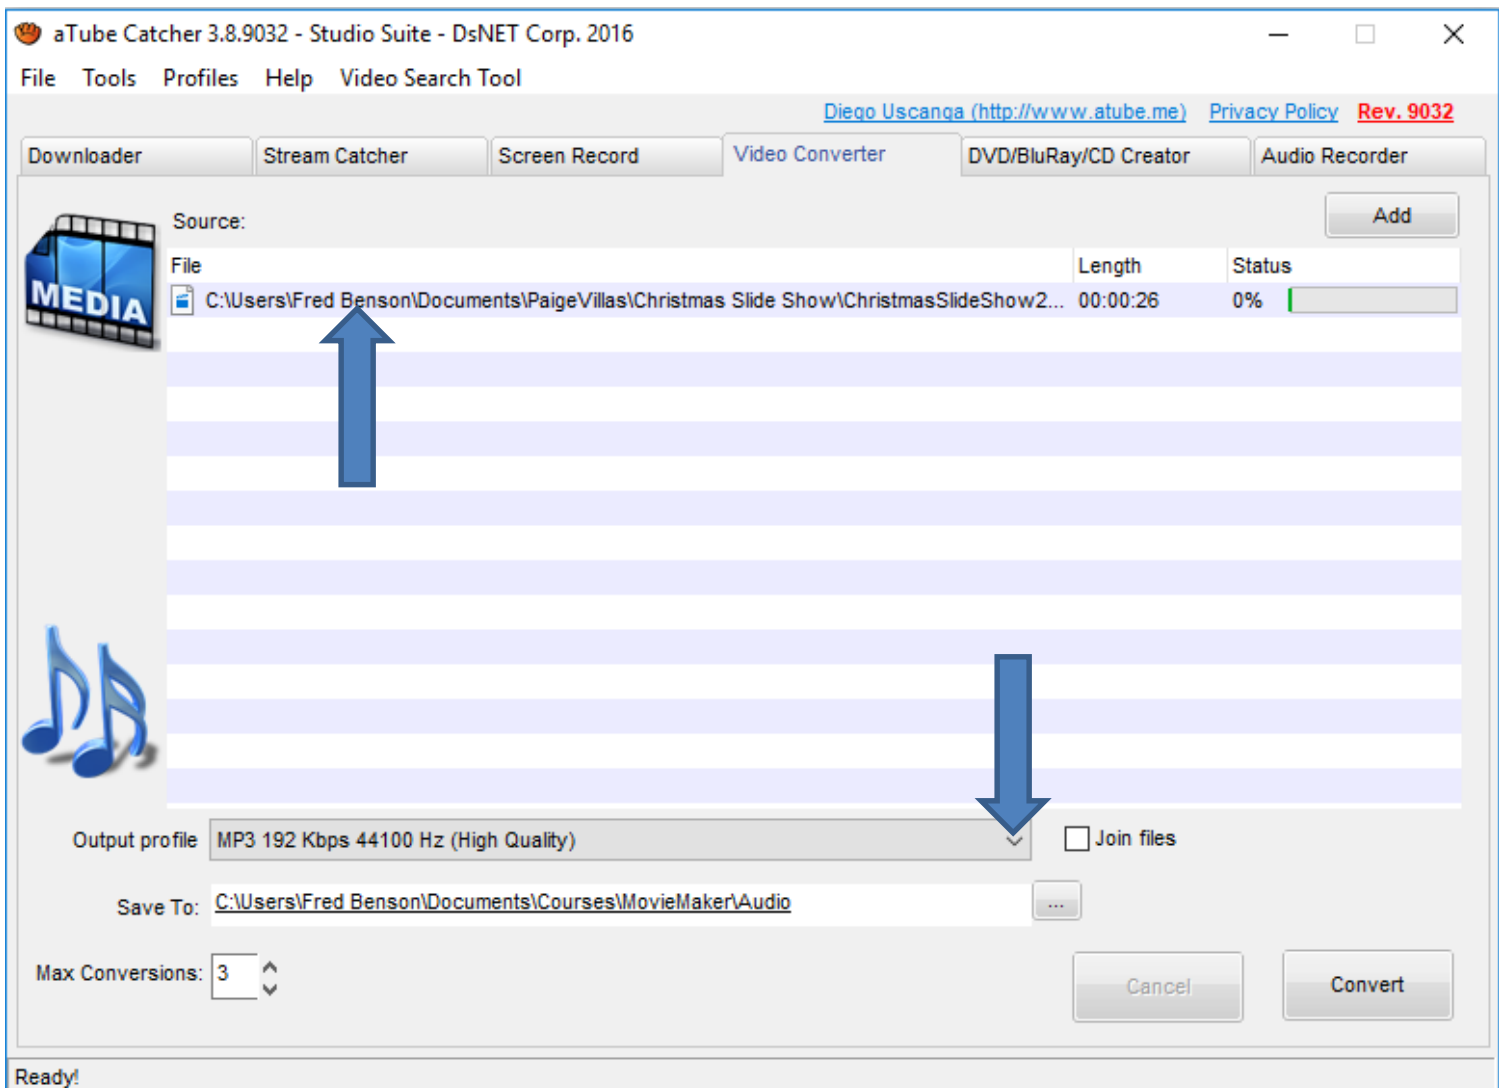 aTube Catcher 3.8.9032 - Studio Suite - DsNET Corp. 2016
File Tools Profiles Help Video Search Tool
Diego Uscanga (http://www.atube.me) Privacy Policy Rev. 9032
Downloader Stream Catcher Screen Record Video Converter DVD/BluRay/CD Creator Audio Recorder
MEDIA
Source:
Add
File Length Status
C:\Users\Fred Benson\Documents\PaigeVillas\Christmas Slide Show\ChristmasSlideShow2... 00:00:26 0%
Output profile MP3 192 Kbps 44100 Hz (High Quality) Join files
Save To: C:\Users\Fred Benson\Documents\Courses\MovieMaker\Audio ...
Max Conversions: 3
Cancel Convert
Ready!